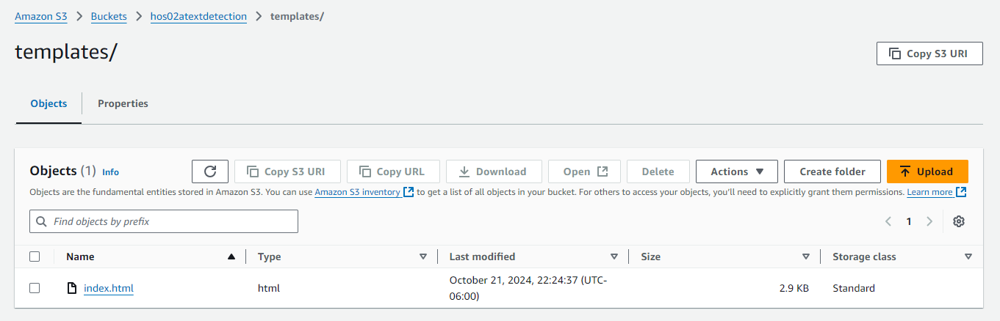 Amazon S3 > Buckets > hos02atextdetection > templates/
templates/
Copy S3 URI
Objects Properties
Objects (1) Info Copy S3 URI Copy URL Download Open Delete Actions Create folder Upload
Objects are the fundamental entities stored in Amazon S3. You can use Amazon S3 inventory to get a list of all objects in your bucket. For others to access your objects, you’ll need to explicitly grant them permissions. Learn more
Find objects by prefix 1
Name Type Last modified Size Storage class
index.html html October 21, 2024, 22:24:37 (UTC-
06:00) 2.9 KB Standard